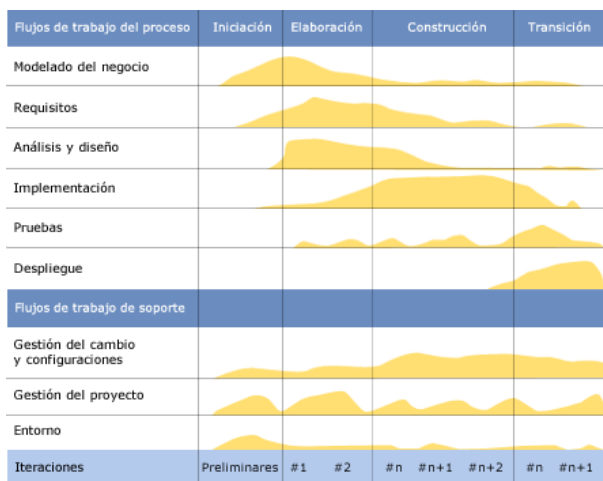 Flujos de trabajo del proceso Iniciación Elaboración Construcción Transición
Modelado del negocio
Requisitos
Análisis y diseño
Implementación
Pruebas
Despliegue
Flujos de trabajo de soporte
Gestión del cambio
y configuraciones
Gestión del proyecto
Entorno
Iteraciones Preliminares #1 #2 #n #n+1 #n+2 #n #n+1